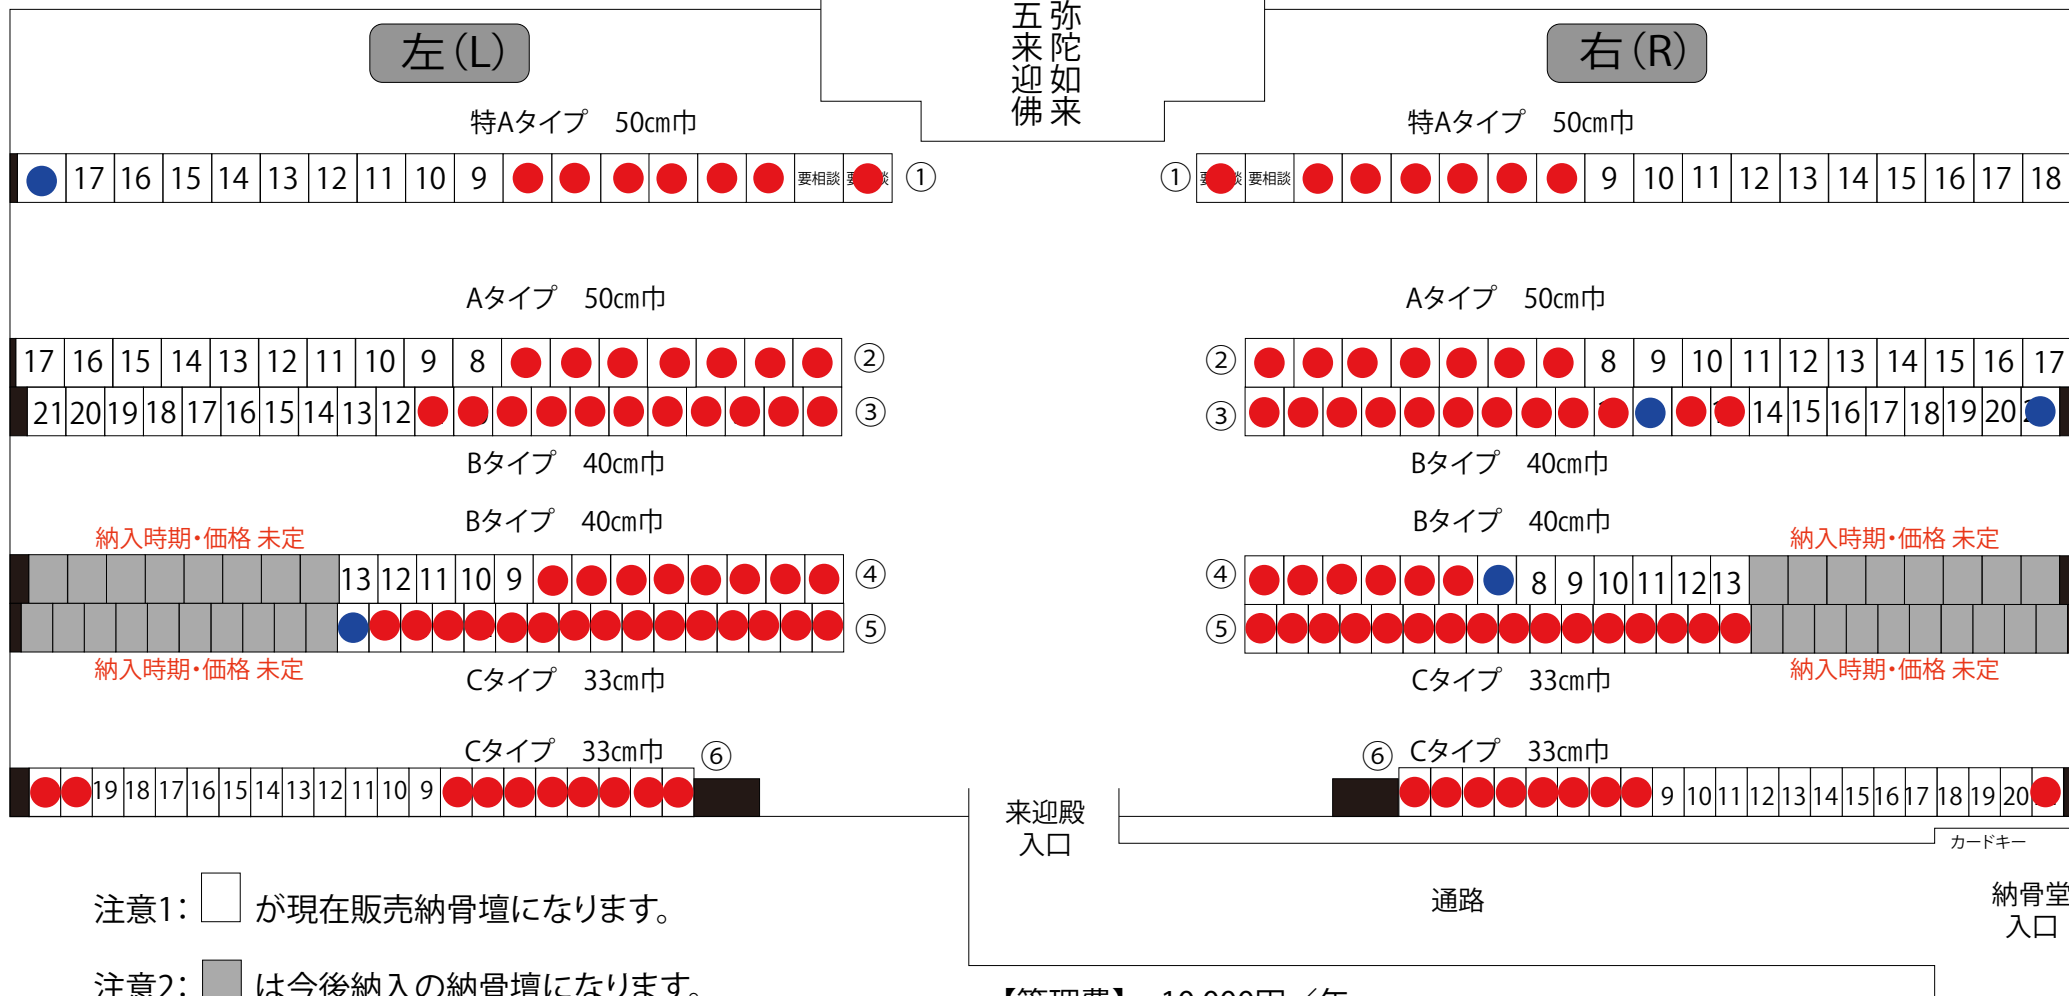 弥陀如来
五来迎佛
左(L)
右(R)
特Aタイプ 50cm巾
特Aタイプ 50cm巾
17 16 15 14 13 12 11 10 9 要相談 ①
① 要相談 9 10 11 12 13 14 15 16 17 18
Aタイプ 50cm巾
Aタイプ 50cm巾
17 16 15 14 13 12 11 10 9 8 ②
② 8 9 10 11 12 13 14 15 16 17
21 20 19 18 17 16 15 14 13 12 ③
③ 14 15 16 17 18 19 20
Bタイプ 40cm巾
Bタイプ 40cm巾
Bタイプ 40cm巾
Bタイプ 40cm巾
納入時期・価格 未定
納入時期・価格 未定
13 12 11 10 9 ④
④ 8 9 10 11 12 13
⑤
⑤
納入時期・価格 未定
納入時期・価格 未定
Cタイプ 33cm巾
Cタイプ 33cm巾
Cタイプ 33cm巾 ⑥
⑥ Cタイプ 33cm巾
19 18 17 16 15 14 13 12 11 10 9
9 10 11 12 13 14 15 16 17 18 19 20
来迎殿
入口
カードキー
通路
納骨堂
入口
注意1: が現在販売納骨壇になります。
注意2: は今後納入の納骨壇になります。
【管理費】 10,000円／年